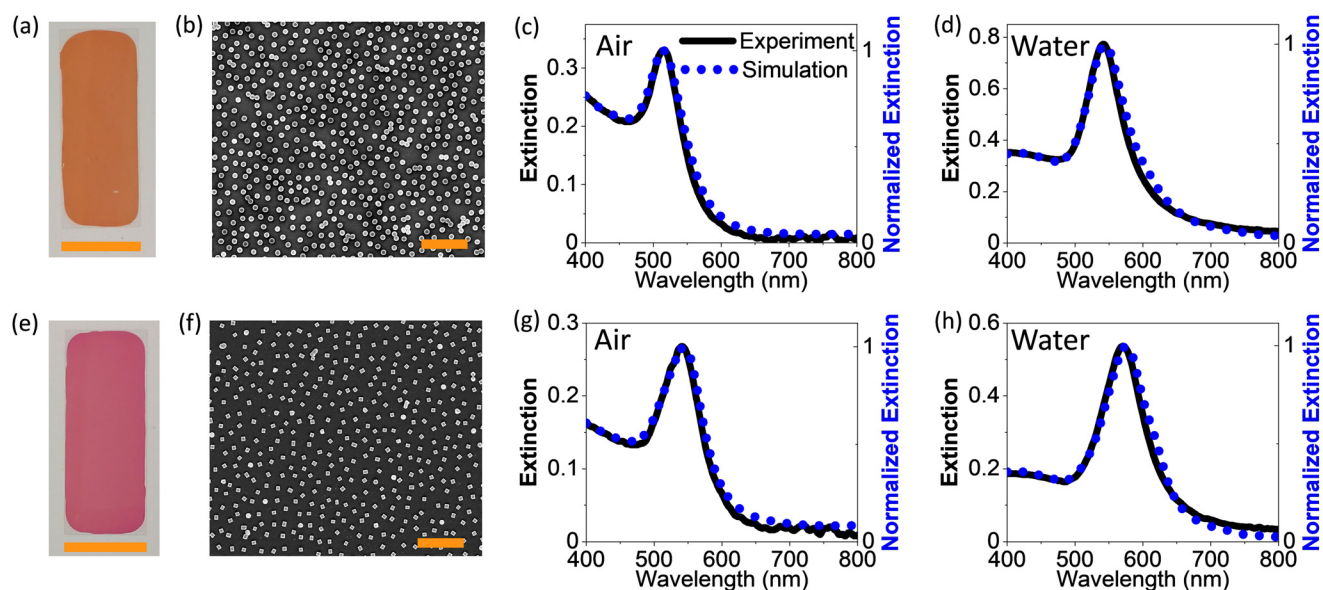 (a)
(b)
(c)
Air
Experiment
Simulation
Extinction
0.3
0.2
0.1
0
400 500 600 700 800
Wavelength (nm)
1
0
Normalized Extinction
(d)
Water
Extinction
0.8
0.6
0.4
0.2
0
400 500 600 700 800
Wavelength (nm)
1
0
Normalized Extinction
(e)
(f)
(g)
Air
Extinction
0.3
0.2
0.1
0
400 500 600 700 800
Wavelength (nm)
1
0
Normalized Extinction
(h)
Water
Extinction
0.6
0.4
0.2
0
400 500 600 700 800
Wavelength (nm)
1
0
Normalized Extinction